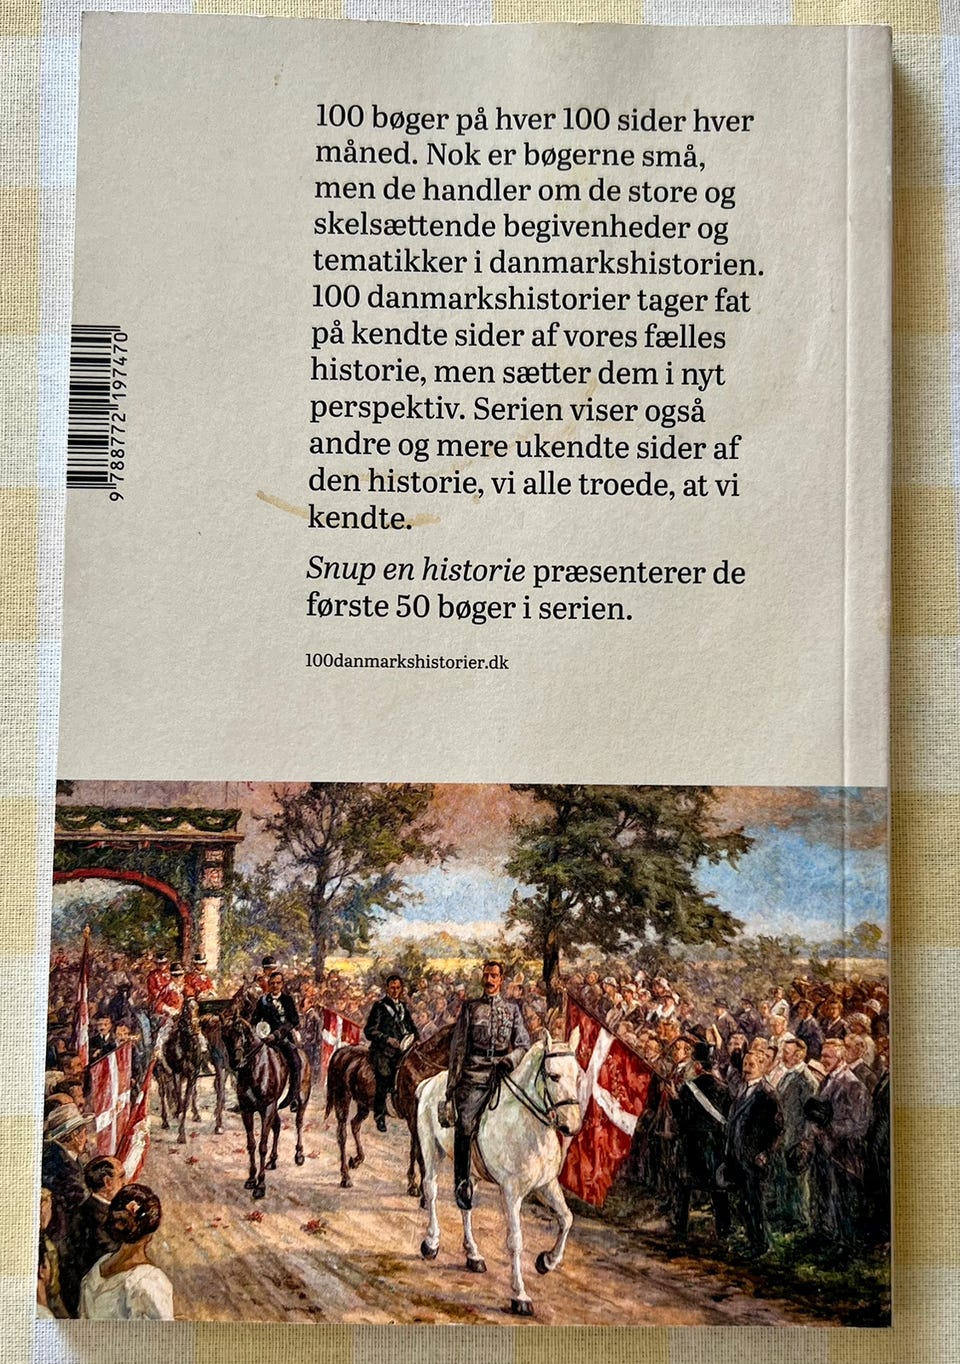 100 bøger på hver 100 sider hver
måned. Nok er bøgerne små,
men de handler om de store og
skelsættende begivenheder og
tematikker i danmarkshistorien.
100 danmarkshistorier tager fat
på kendte sider af vores fælles
historie, men sætter dem i nyt
perspektiv. Serien viser også
andre og mere ukendte sider af
den historie, vi alle troede, at vi
kendte.
Snup en historie præsenterer de
første 50 bøger i serien.
100danmarkshistorier.dk
9 788772 197470